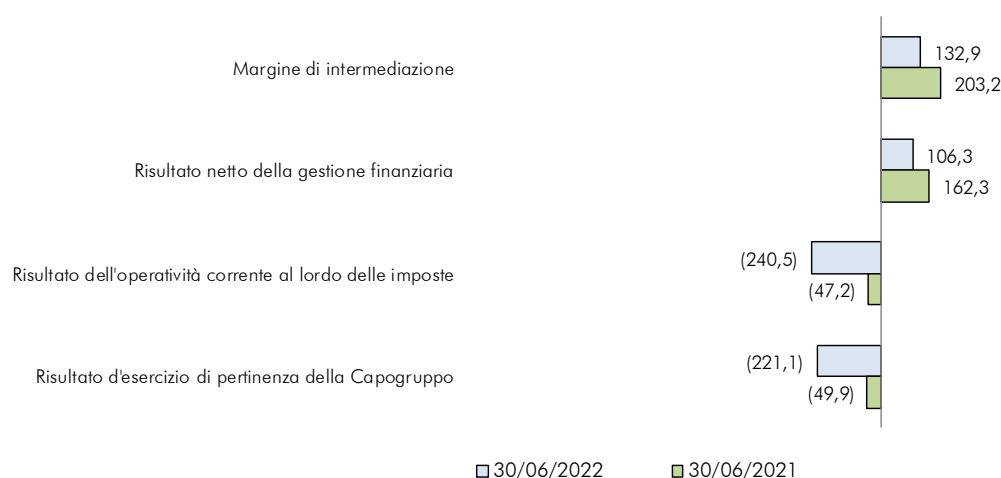 Margine di intermediazione
132,9
203,2
Risultato netto della gestione finanziaria
106,3
162,3
Risultato dell'operatività corrente al lordo delle imposte
(240,5)
(47,2)
Risultato d'esercizio di pertinenza della Capogruppo
(221,1)
(49,9)
30/06/2022 30/06/2021